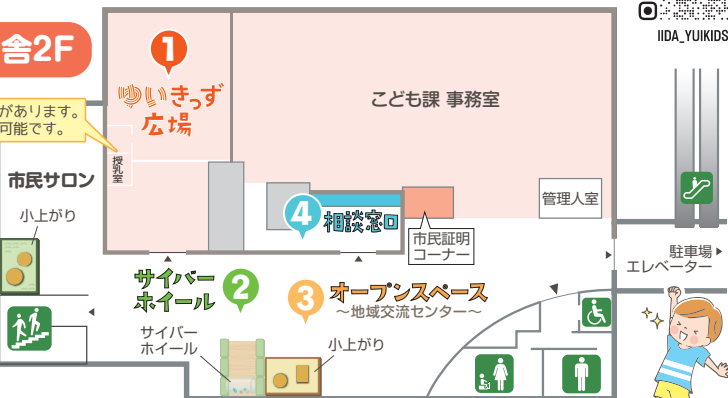 舎2F
IIDA_YUIKIDS
1
ゆいきっず
広場
があります。
可能です。
授乳室
こども課 事務室
市民サロン
小上がり
管理人室
4 相談窓口
市民証明
コーナー
駐車場
エレベーター
サイバー
ホイール
2
3
オープンスペース
〜地域交流センター〜
サイバー
ホイール
小上がり